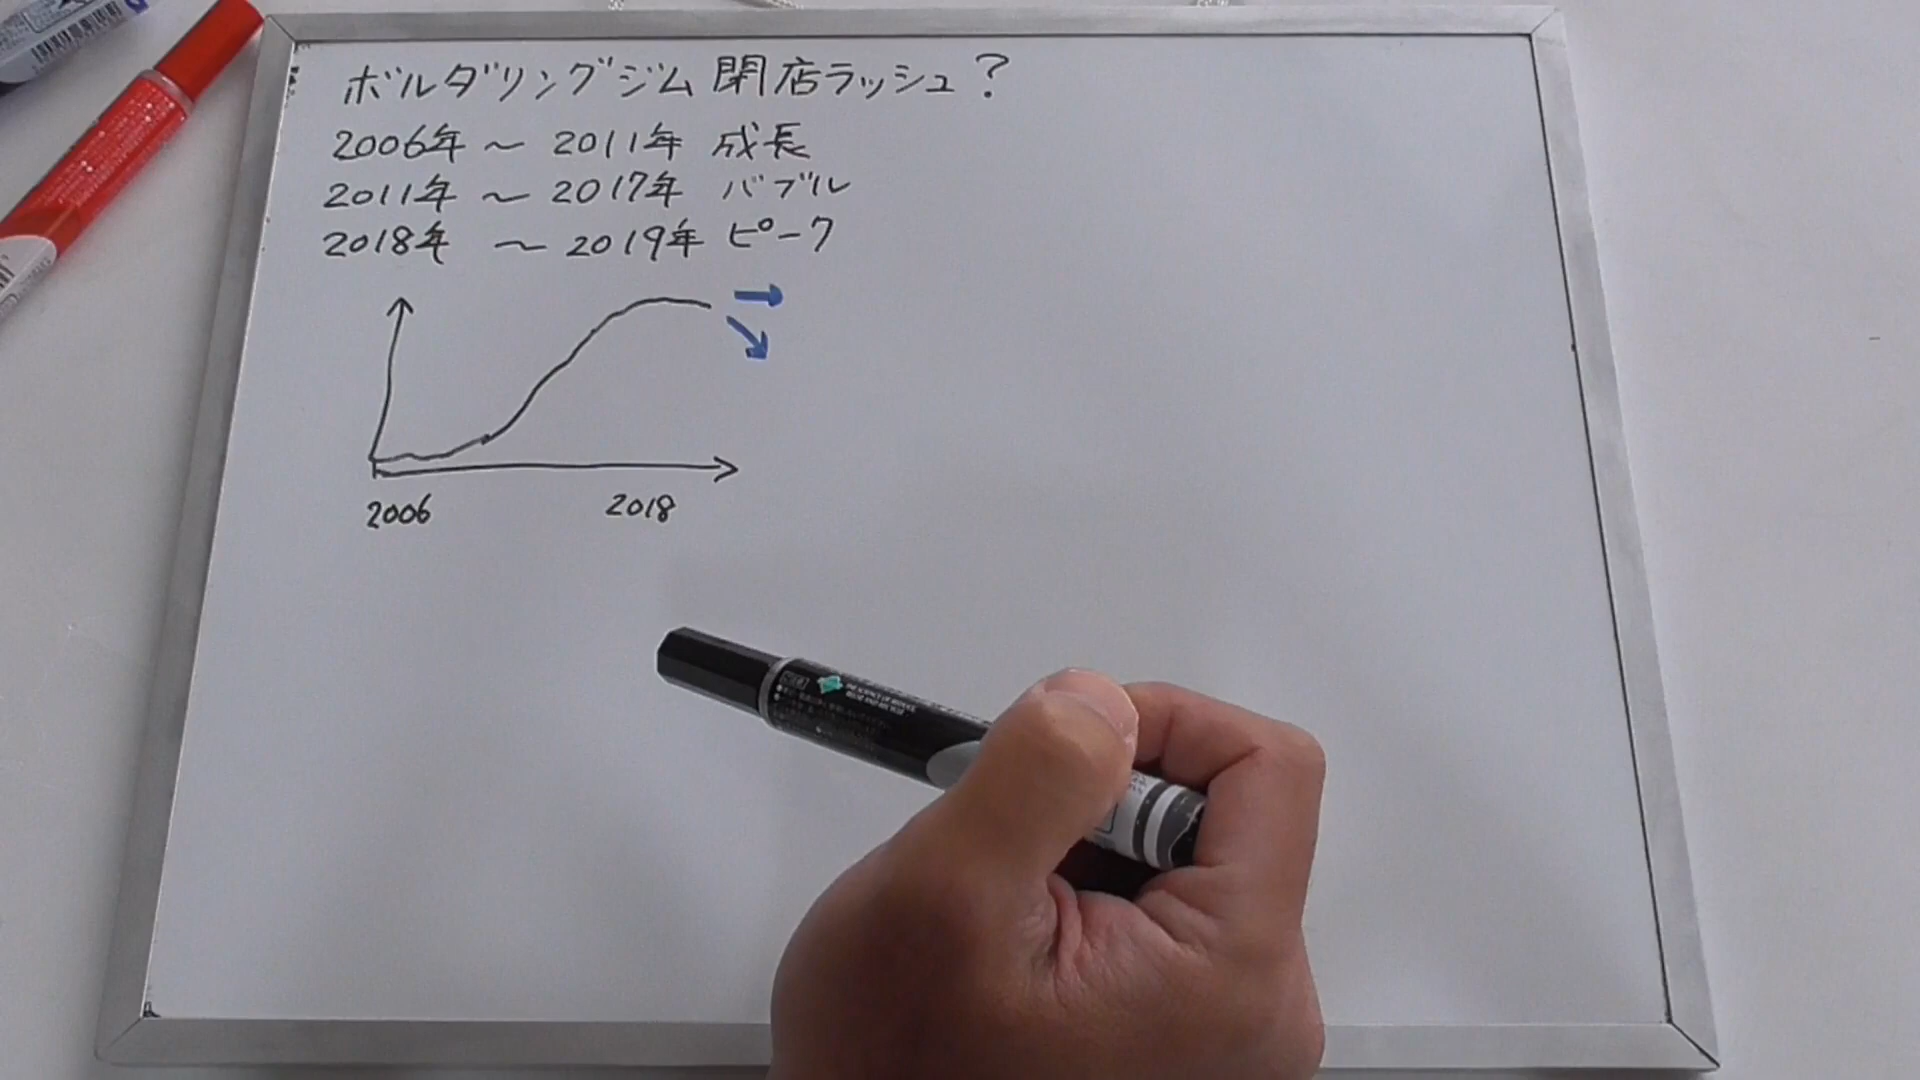 ボルダリングジム閉店ラッシュ?
2006年 ~ 2011年 成長
2011年 ~ 2017年 バブル
2018年 ~ 2019年 ピーク
2006 2018